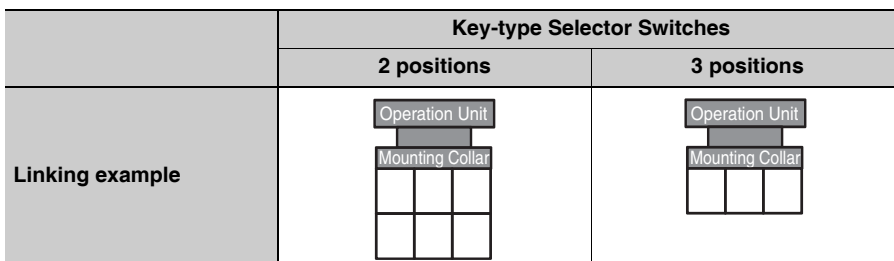 Key-type Selector Switches
2 positions
3 positions
Linking example
Operation Unit
Mounting Collar
Operation Unit
Mounting Collar